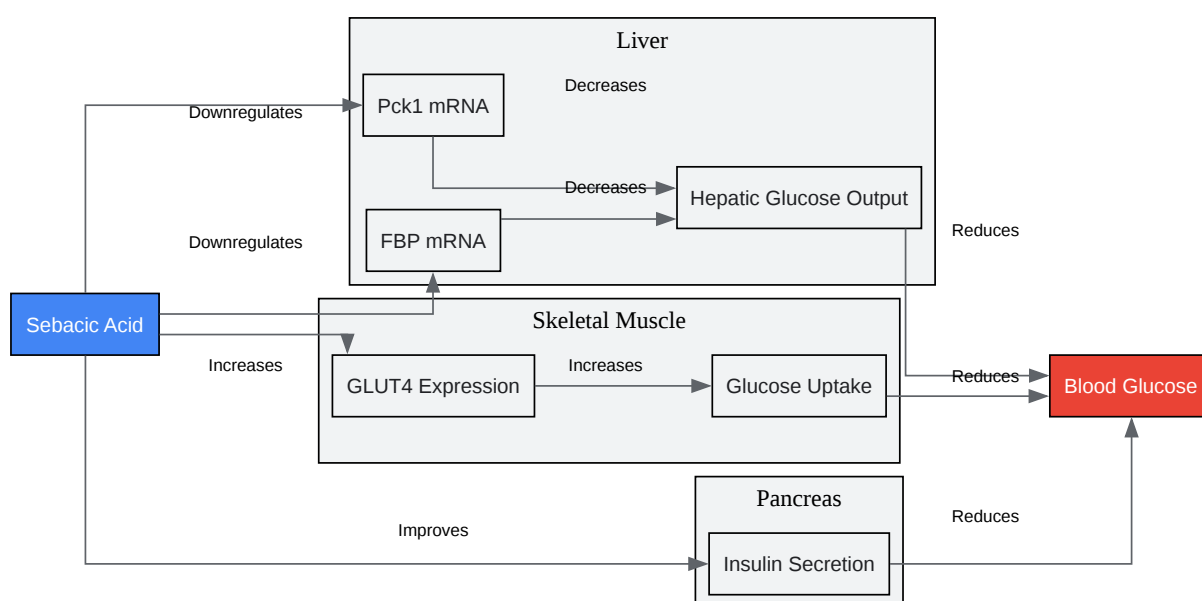 Liver
Pck1 mRNA
Decreases
Downregulates
Decreases
Hepatic Glucose Output
FBP mRNA
Downregulates
Reduces
Sebacic Acid
Skeletal Muscle
Increases
GLUT4 Expression
Increases
Glucose Uptake
Reduces
Blood Glucose
Pancreas
Improves
Insulin Secretion
Reduces